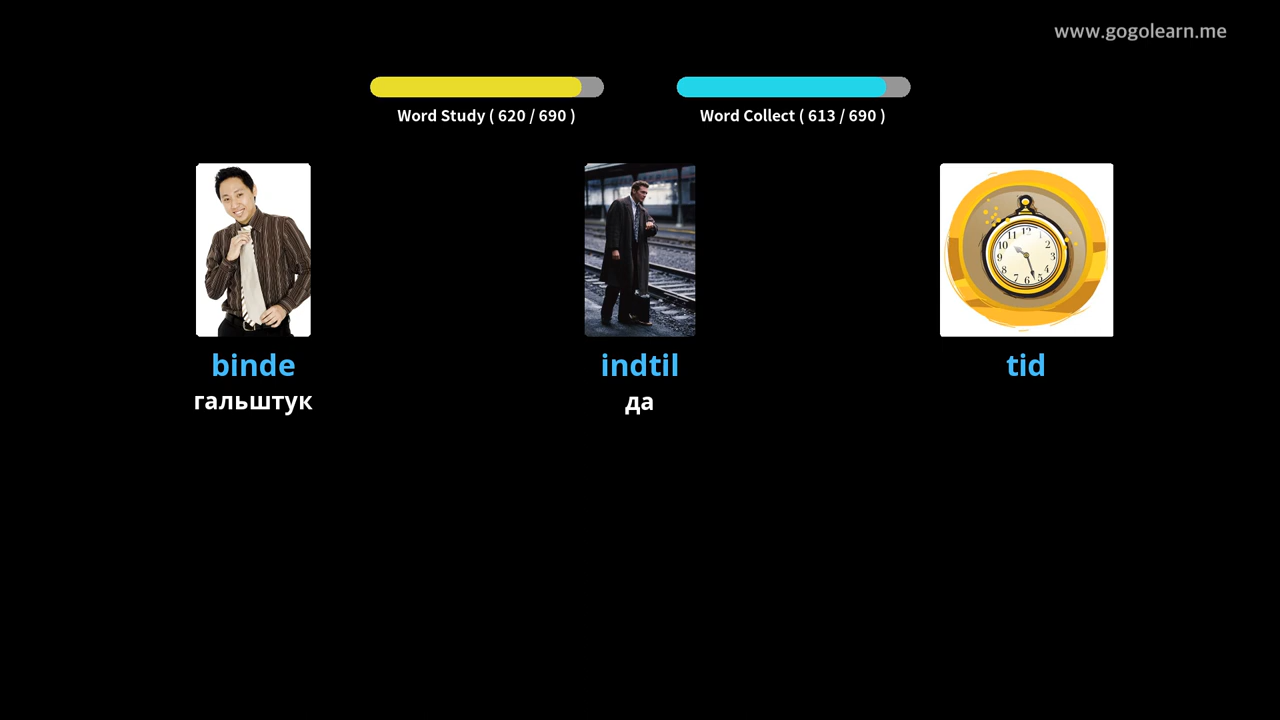 www.gogolearn.me
Word Study ( 620 / 690 )
Word Collect ( 613 / 690 )
binde
гальштук
indtil
да
tid